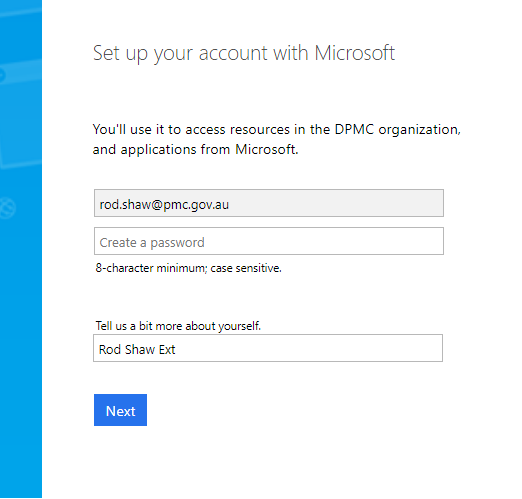 Set up your account with Microsoft
You'll use it to access resources in the DPMC organization,
and applications from Microsoft.
rod.shaw@pmc.gov.au
Create a password
8-character minimum; case sensitive.
Tell us a bit more about yourself.
Rod Shaw Ext
Next